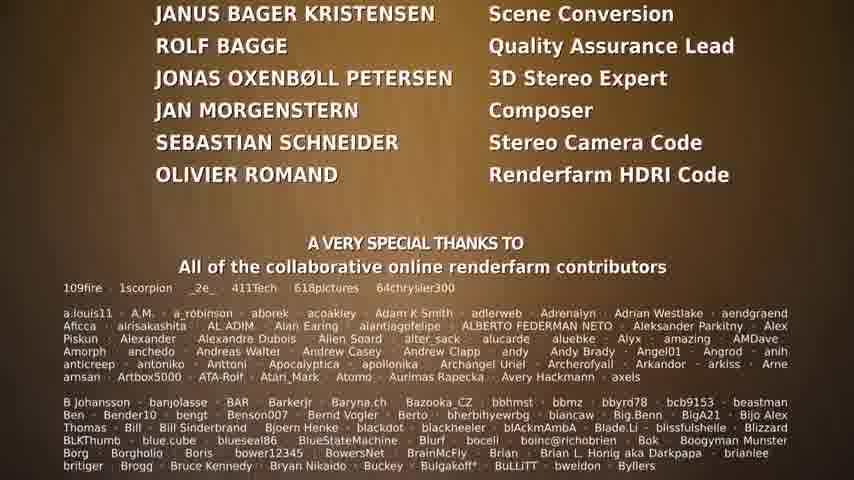 JANUS BAGER KRISTENSEN Scene Conversion
ROLF BAGGE Quality Assurance Lead
JONAS OXENBØLL PETERSEN 3D Stereo Expert
JAN MORGENSTERN Composer
SEBASTIAN SCHNEIDER Stereo Camera Code
OLIVIER ROMAND Renderfarm HDRI Code
A VERY SPECIAL THANKS TO
All of the collaborative online renderfarm contributors
109fire · 1scorpion · _2e_ · 411Tech · 618pictures · 64chrysler300
a.louis11 · A.M. · a_robinson · aborek · acoakley · Adam K Smith · adlerweb · Adrenalyn · Adrian Westlake · aendgraend
Aficca · airisakashita · AL ADIM · Alan Earing · alantiagofelipe · ALBERTO FEDERMAN NETO · Aleksander Parkitny · Alex
Piskun · Alexander · Alexandre Dubois · Alien Soard · alter_sack · alucarde · aluebke · Alyx · amazing · AMDave
Amorph · anchedo · Andreas Walter · Andrew Casey · Andrew Clapp · andy · Andy Brady · Angel01 · Angrod · anih
anticreep · antoniko · Anttoni · Apocalyptica · apollonika · Archangel Uriel · Archerofyall · Arkandor · arkiss · Arne
arnsan · Artbox5000 · ATA-Rolf · Atari_Mark · Atomo · Aurimas Rapecka · Avery Hackmann · axels
B Johansson · banjolasse · BAR · Barkerjr · Baryna.ch · Bazooka_CZ · bbhmst · bbmz · bbyrd78 · bcb9153 · beastman
Ben · Bender10 · bengt · Benson007 · Bernd Vogler · Berto · bherbihyewrbg · biancaw · Big.Benn · BigA21 · Bijo Alex
Thomas · Bill · Bill Sinderbrand · Bjoern Henke · blackdot · blackheeler · blAckmAmbA · Blade.Li · blissfulshelle · Blizzard
BLKThumb · blue.cube · blueseal86 · BlueStateMachine · Blurf · boceli · boinc@richobrien · Bok · Boogyman Munster
Borg · Borgholio · Boris · bower12345 · BowersNet · BrainMcFly · Brian · Brian L. Honig aka Darkpapa · brianlee
britiger · Brogg · Bruce Kennedy · Bryan Nikaido · Buckey · Bulgakoff* · BuLLiTT · bweldon · Byllers